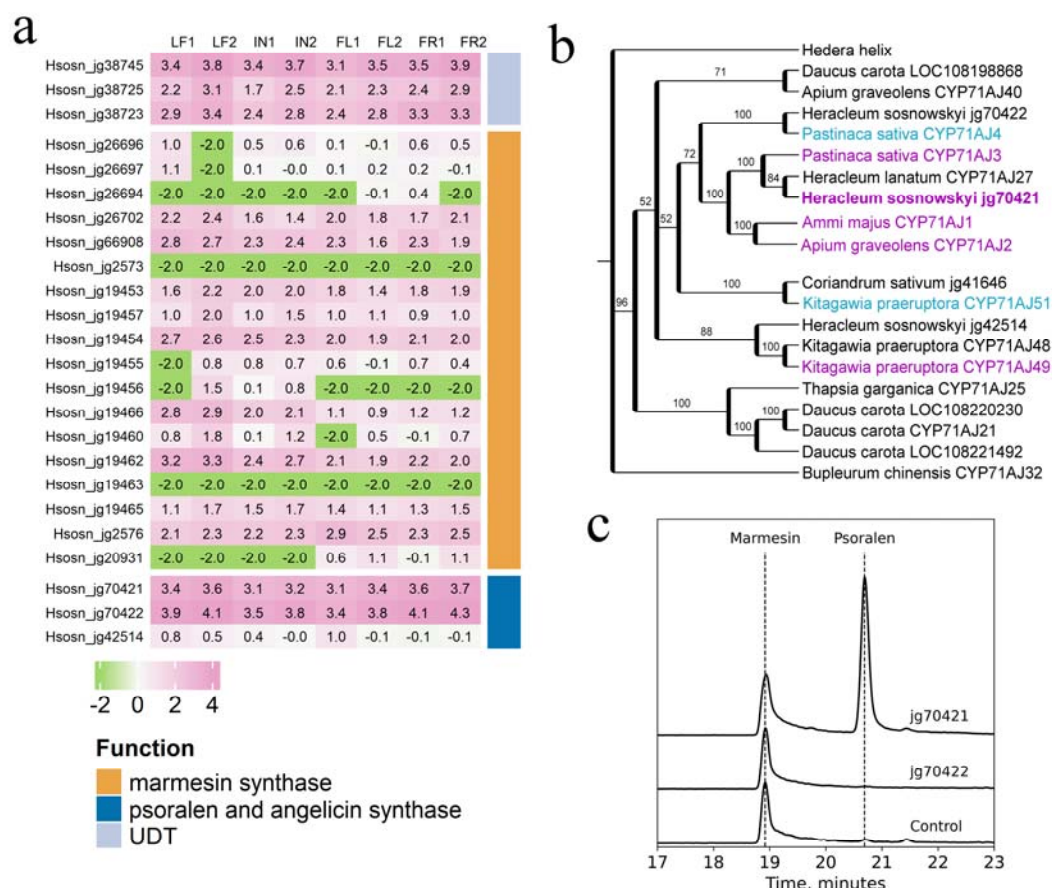 a
LF1 LF2 IN1 IN2 FL1 FL2 FR1 FR2
Hsosn_jg38745 3.4 3.8 3.4 3.7 3.1 3.5 3.5 3.9
Hsosn_jg38725 2.2 3.1 1.7 2.5 2.1 2.3 2.4 2.9
Hsosn_jg38723 2.9 3.4 2.4 2.8 2.4 2.8 3.3 3.3
Hsosn_jg26696 1.0 -2.0 0.5 0.6 0.1 -0.1 0.6 0.5
Hsosn_jg26697 1.1 -2.0 0.1 -0.0 0.1 0.2 0.2 -0.1
Hsosn_jg26694 -2.0 -2.0 -2.0 -2.0 -2.0 -0.1 0.4 -2.0
Hsosn_jg26702 2.2 2.4 1.6 1.4 2.0 1.8 1.7 2.1
Hsosn_jg66908 2.8 2.7 2.3 2.4 2.3 1.6 2.3 1.9
Hsosn_jg2573 -2.0 -2.0 -2.0 -2.0 -2.0 -2.0 -2.0 -2.0
Hsosn_jg19453 1.6 2.2 2.0 2.0 1.8 1.4 1.8 1.9
Hsosn_jg19457 1.0 2.0 1.0 1.5 1.0 1.1 0.9 1.0
Hsosn_jg19454 2.7 2.6 2.5 2.3 2.0 1.9 2.1 2.0
Hsosn_jg19455 -2.0 0.8 0.8 0.7 0.6 -0.1 0.7 0.4
Hsosn_jg19456 -2.0 1.5 0.1 0.8 -2.0 -2.0 -2.0 -2.0
Hsosn_jg19466 2.8 2.9 2.0 2.1 1.1 0.9 1.2 1.2
Hsosn_jg19460 0.8 1.8 0.1 1.2 -2.0 0.5 -0.1 0.7
Hsosn_jg19462 3.2 3.3 2.4 2.7 2.1 1.9 2.2 2.0
Hsosn_jg19463 -2.0 -2.0 -2.0 -2.0 -2.0 -2.0 -2.0 -2.0
Hsosn_jg19465 1.1 1.7 1.5 1.7 1.4 1.1 1.3 1.5
Hsosn_jg2576 2.1 2.3 2.2 2.3 2.9 2.5 2.3 2.5
Hsosn_jg20931 -2.0 -2.0 -2.0 -2.0 0.6 1.1 -0.1 1.1
Hsosn_jg70421 3.4 3.6 3.1 3.2 3.1 3.4 3.6 3.7
Hsosn_jg70422 3.9 4.1 3.5 3.8 3.4 3.8 4.1 4.3
Hsosn_jg42514 0.8 0.5 0.4 -0.0 1.0 -0.1 -0.1 -0.1
-2 0 2 4
Function
marmesin synthase
psoralen and angelicin synthase
UDT
b
Hedera helix
71
Daucus carota LOC108198868
Apium graveolens CYP71AJ40
Heracleum sosnowskyi jg70422
100
Pastinaca sativa CYP71AJ4
72
Pastinaca sativa CYP71AJ3
100
Heracleum lanatum CYP71AJ27
84
Heracleum sosnowskyi jg70421
100
52
52
Ammi majus CYP71AJ1
100
Apium graveolens CYP71AJ2
Coriandrum sativum jg41646
100
Kitagawia praeruptora CYP71AJ51
96
Heracleum sosnowskyi jg42514
88
Kitagawia praeruptora CYP71AJ48
100
Kitagawia praeruptora CYP71AJ49
Thapsia garganica CYP71AJ25
100
Daucus carota LOC108220230
100
Daucus carota CYP71AJ21
100
Daucus carota LOC108221492
Bupleurum chinensis CYP71AJ32
c
Marmesin Psoralen
jg70421
jg70422
Control
17 18 19 20 21 22 23
Time, minutes